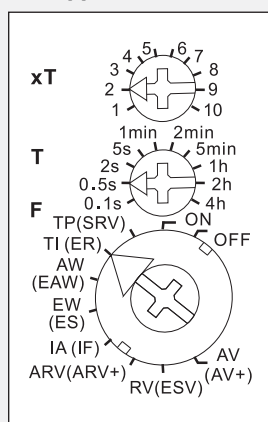 xT
1
2
3
4
5
6
7
8
9
10
T
0.1s
0.5s
2s
5s
1min
2min
5min
1h
2h
4h
F
TP(SRV)
TI (ER)
AW
(EAW)
EW
(ES)
IA (IF)
ARV(ARV+)
RV(ESV)
AV
(AV+)
OFF
ON